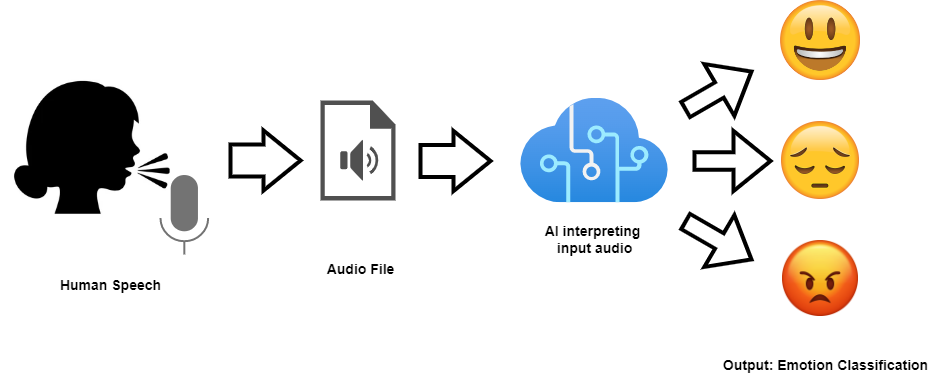 Human Speech
Audio File
AI interpreting
input audio
Output: Emotion Classification